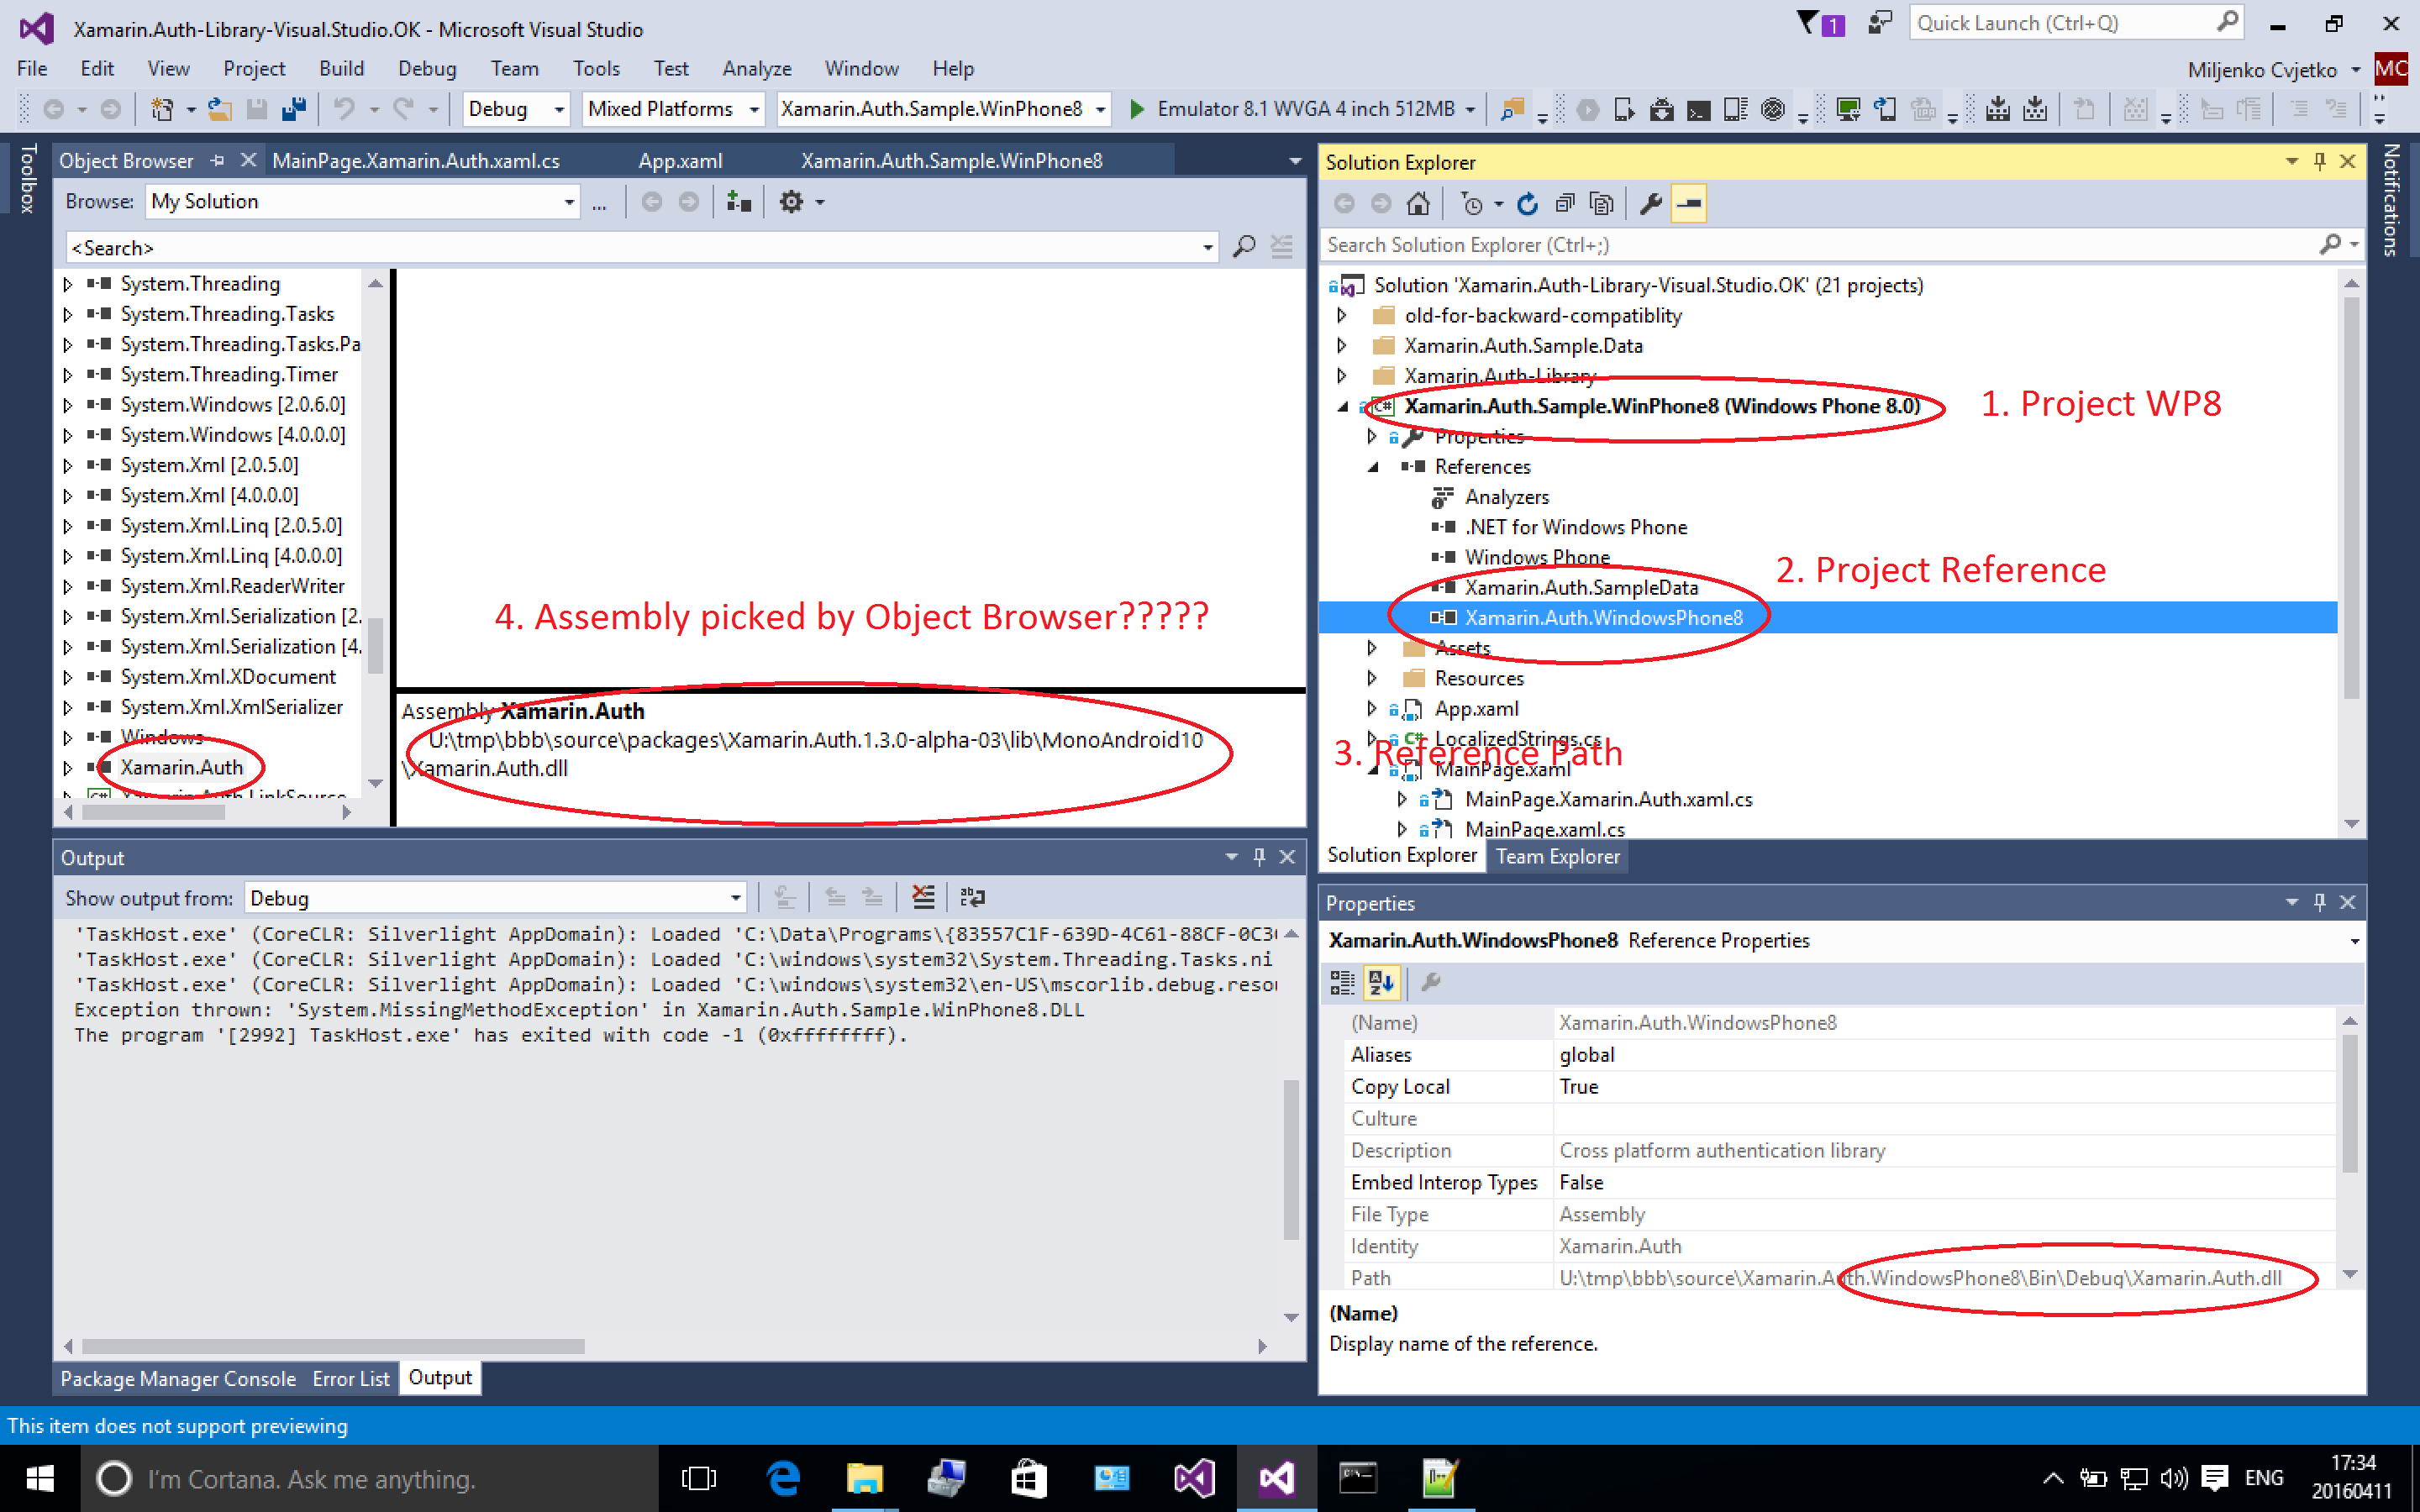 Xamarin.Auth-Library-Visual.Studio.OK - Microsoft Visual Studio
1
Quick Launch (Ctrl+Q)
File Edit View Project Build Debug Team Tools Test Analyze Window Help
Miljenko Cvjetko MC
Debug Mixed Platforms Xamarin.Auth.Sample.WinPhone8 Emulator 8.1 WVGA 4 inch 512MB
Toolbox
Object Browser MainPage.Xamarin.Auth.xaml.cs App.xaml Xamarin.Auth.Sample.WinPhone8
Browse: My Solution ...
<Search>
System.Threading
System.Threading.Tasks
System.Threading.Tasks.Pa
System.Threading.Timer
System.Windows [2.0.6.0]
System.Windows [4.0.0.0]
System.Xml [2.0.5.0]
System.Xml [4.0.0.0]
System.Xml.Linq [2.0.5.0]
System.Xml.Linq [4.0.0.0]
System.Xml.ReaderWriter
System.Xml.Serialization [2.
System.Xml.Serialization [4.
System.Xml.XDocument
System.Xml.XmlSerializer
Windows
Xamarin.Auth
Xamarin.Auth.LinkSource
4. Assembly picked by Object Browser?????
Assembly Xamarin.Auth
U:\tmp\bbb\source\packages\Xamarin.Auth.1.3.0-alpha-03\lib\MonoAndroid10
\Xamarin.Auth.dll
Output
Show output from: Debug
'TaskHost.exe' (CoreCLR: Silverlight AppDomain): Loaded 'C:\Data\Programs\{83557C1F-639D-4C61-88CF-0C3
'TaskHost.exe' (CoreCLR: Silverlight AppDomain): Loaded 'C:\windows\system32\System.Threading.Tasks.ni
'TaskHost.exe' (CoreCLR: Silverlight AppDomain): Loaded 'C:\windows\system32\en-US\mscorlib.debug.reso
Exception thrown: 'System.MissingMethodException' in Xamarin.Auth.Sample.WinPhone8.DLL
The program '[2992] TaskHost.exe' has exited with code -1 (0xffffffff).
Package Manager Console Error List Output
Solution Explorer
Search Solution Explorer (Ctrl+;)
Solution 'Xamarin.Auth-Library-Visual.Studio.OK' (21 projects)
old-for-backward-compatiblity
Xamarin.Auth.Sample.Data
Xamarin.Auth-Library
Xamarin.Auth.Sample.WinPhone8 (Windows Phone 8.0)
1. Project WP8
Properties
References
Analyzers
.NET for Windows Phone
Windows Phone
2. Project Reference
Xamarin.Auth.SampleData
Xamarin.Auth.WindowsPhone8
Assets
Resources
App.xaml
LocalizedStrings.cs
3. Reference Path
MainPage.xaml
MainPage.Xamarin.Auth.xaml.cs
MainPage.xaml.cs
Solution Explorer Team Explorer
Notifications
Properties
Xamarin.Auth.WindowsPhone8 Reference Properties
(Name) Xamarin.Auth.WindowsPhone8
Aliases global
Copy Local True
Culture
Description Cross platform authentication library
Embed Interop Types False
File Type Assembly
Identity Xamarin.Auth
Path U:\tmp\bbb\source\Xamarin.Auth.WindowsPhone8\Bin\Debug\Xamarin.Auth.dll
(Name)
Display name of the reference.
This item does not support previewing
I'm Cortana. Ask me anything.
ENG
17:34
20160411